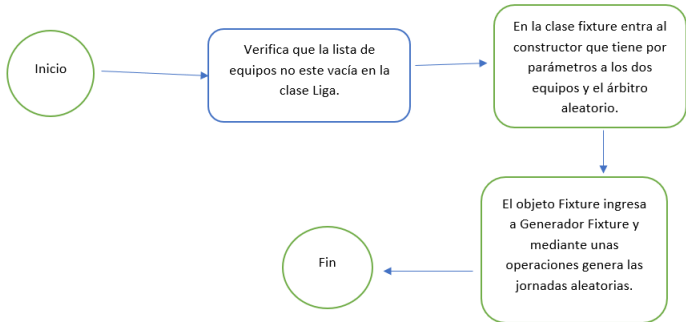 Inicio
Verifica que la lista de
equipos no este vacía en la
clase Liga.
En la clase fixture entra al
constructor que tiene por
parámetros a los dos
equipos y el árbitro
aleatorio.
El objeto Fixture ingresa
a Generador Fixture y
mediante unas
operaciones genera las
jornadas aleatorias.
Fin